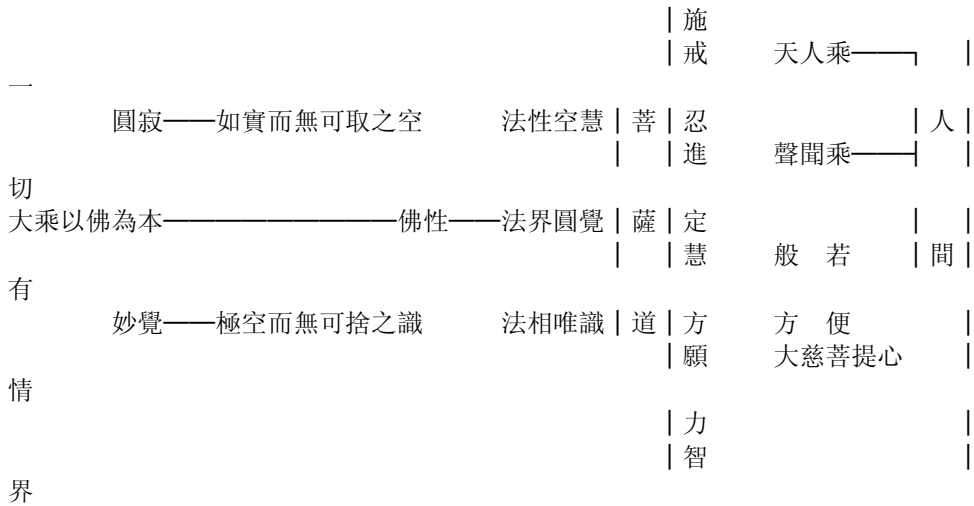 ｜施
｜戒　　天人乘──┐　｜
一
圓寂──如實而無可取之空　　　法性空慧｜菩｜忍　　　　　　　　｜人｜
｜　｜進　　聲聞乘──┤　｜
切
大乘以佛為本─────────佛性──法界圓覺｜薩｜定　　　　　　　　｜　｜
｜　｜慧　　般　若　　｜間｜
有
妙覺──極空而無可捨之識　　　法相唯識｜道｜方　　方　便　　　　｜
｜願　　大慈菩提心　　｜
情
｜力　　　　　　　　　　｜
｜智　　　　　　　　　　｜
界